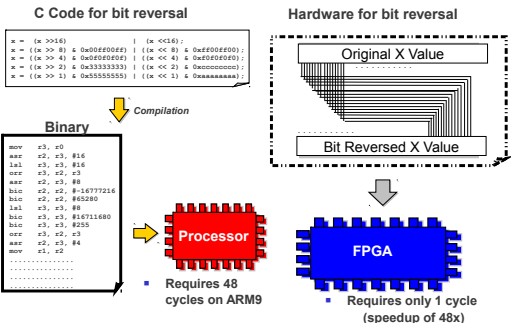 C Code for bit reversal
x = (x >>16) | (x <<16);
x = ((x >> 8) & 0x00ff00ff) | ((x << 8) & 0xff00ff00);
x = ((x >> 4) & 0x0f0f0f0f) | ((x << 4) & 0xf0f0f0f0);
x = ((x >> 2) & 0x33333333) | ((x << 2) & 0xcccccccc);
x = ((x >> 1) & 0x55555555) | ((x << 1) & 0xaaaaaaaa);
Compilation
Binary
mov r3, r0
asr r2, r3, #16
lsl r3, r3, #16
orr r3, r2, r3
asr r2, r3, #8
bic r2, r2, #-16777216
bic r2, r2, #65280
lsl r3, r3, #8
bic r3, r3, #16711680
bic r3, r3, #255
orr r3, r2, r3
asr r2, r3, #4
mov r1, r2
..............
..............
..............
..............
Processor
▪ Requires 48
cycles on ARM9
Hardware for bit reversal
Original X Value
Bit Reversed X Value
FPGA
▪ Requires only 1 cycle
(speedup of 48x)